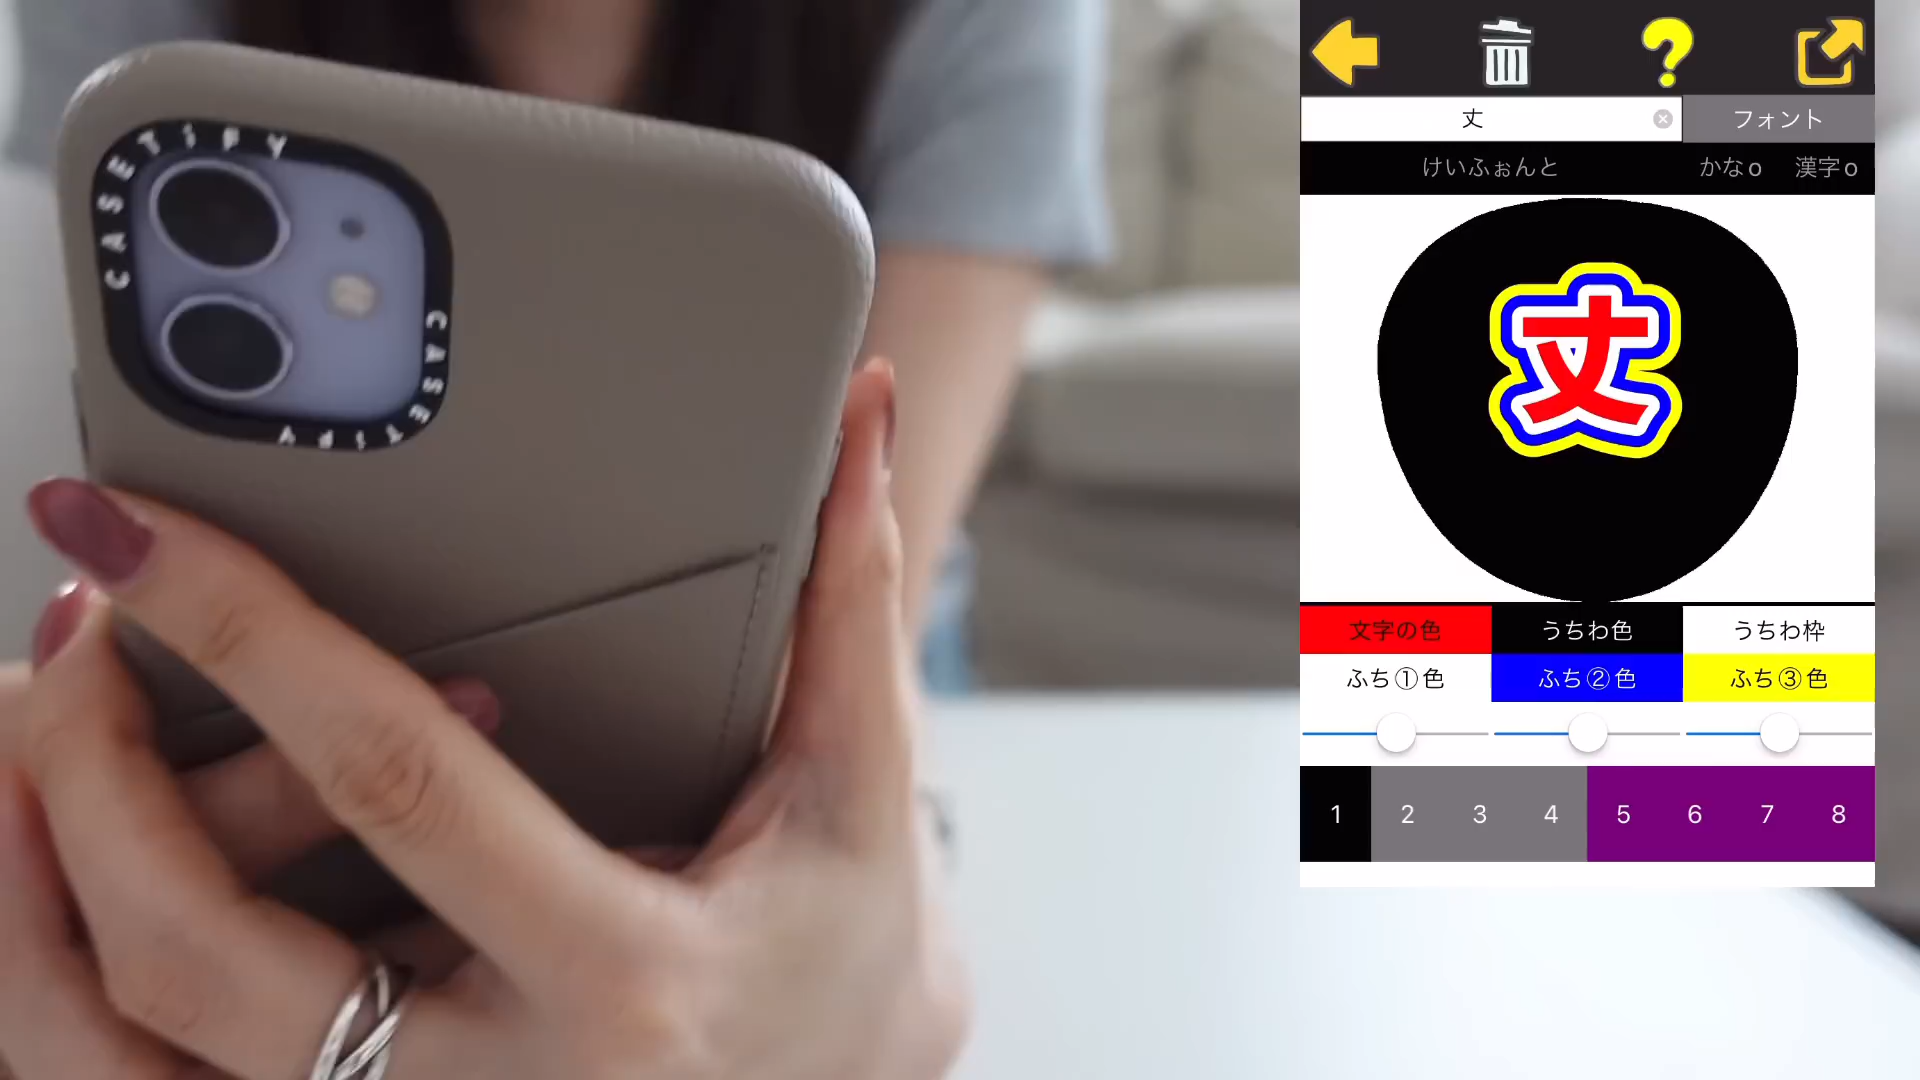 CASETiFY
CASETiFY
丈
フォント
けいふぉんと
かなo
漢字o
丈
文字の色
うちわ色
うちわ枠
ふち①色
ふち②色
ふち③色
1 2 3 4 5 6 7 8